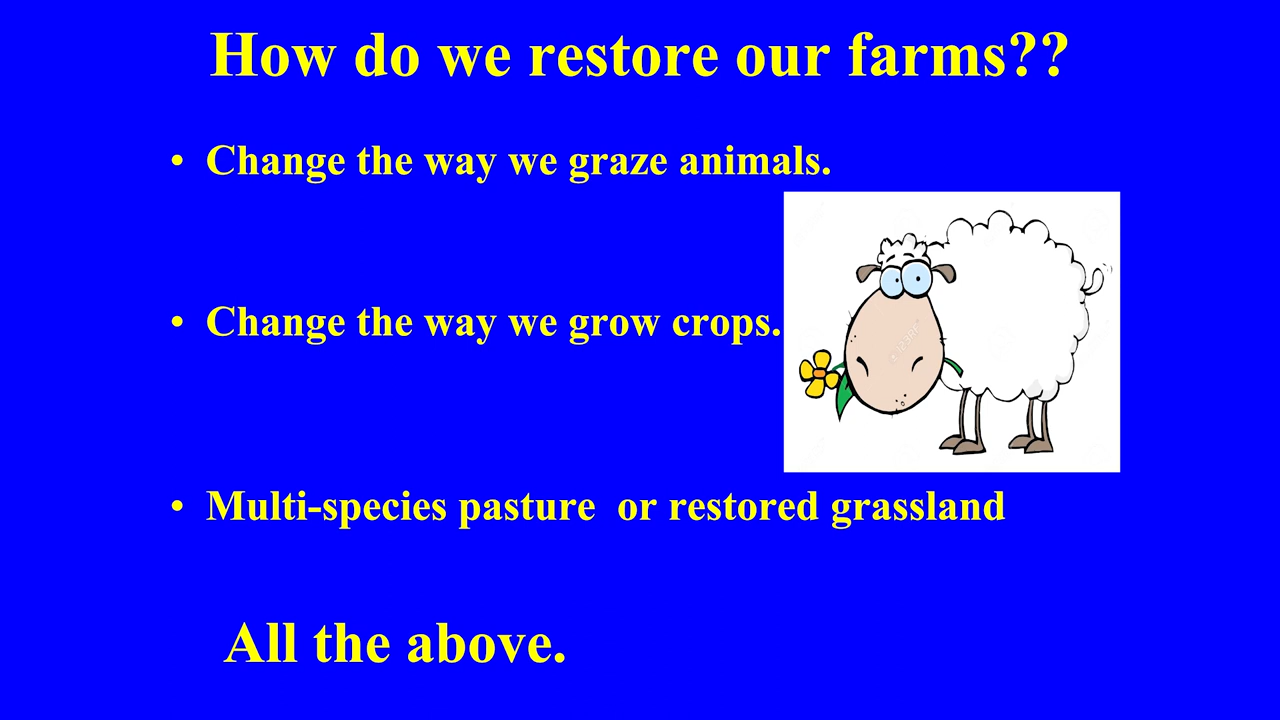 How do we restore our farms??
• Change the way we graze animals.
• Change the way we grow crops.
• Multi-species pasture  or restored grassland
All the above.